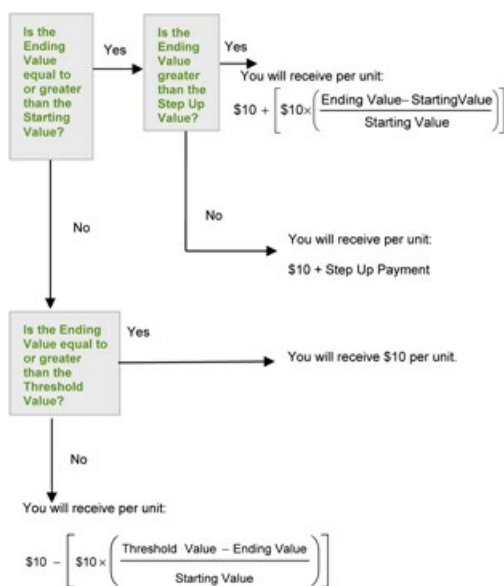 Is the
Ending
Value
equal to
or greater
than the
Starting
Value?
Yes
Is the
Ending
Value
greater
than the
Step Up
Value?
Yes
You will receive per unit:
$10 + [ $10× ( Ending Value– StartingValue
Starting Value ) ]
No
You will receive per unit:
$10 + Step Up Payment
No
Is the Ending
Value equal to
or greater
than the
Threshold
Value?
Yes
You will receive $10 per unit.
No
You will receive per unit:
$10 – [ $10 × ( Threshold Value – Ending Value
Starting Value ) ]